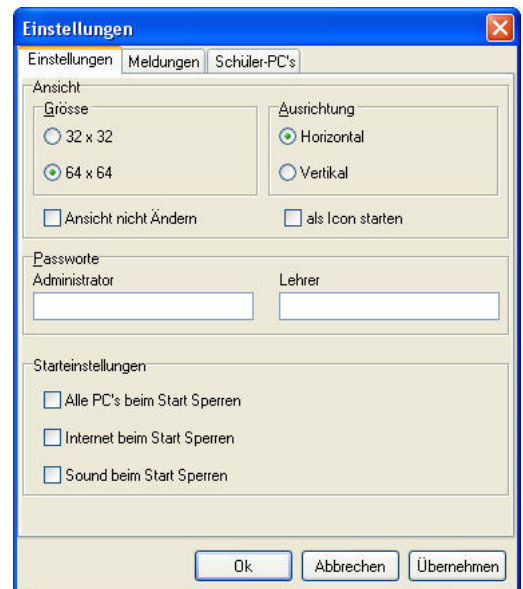 Einstellungen
Einstellungen Meldungen Schüler-PC's
Ansicht
Grösse Ausrichtung
32 x 32 Horizontal
64 x 64 Vertikal
Ansicht nicht Ändern als Icon starten
Passworte
Administrator Lehrer
Starteinstellungen
Alle PC's beim Start Sperren
Internet beim Start Sperren
Sound beim Start Sperren
Ok Abbrechen Übernehmen